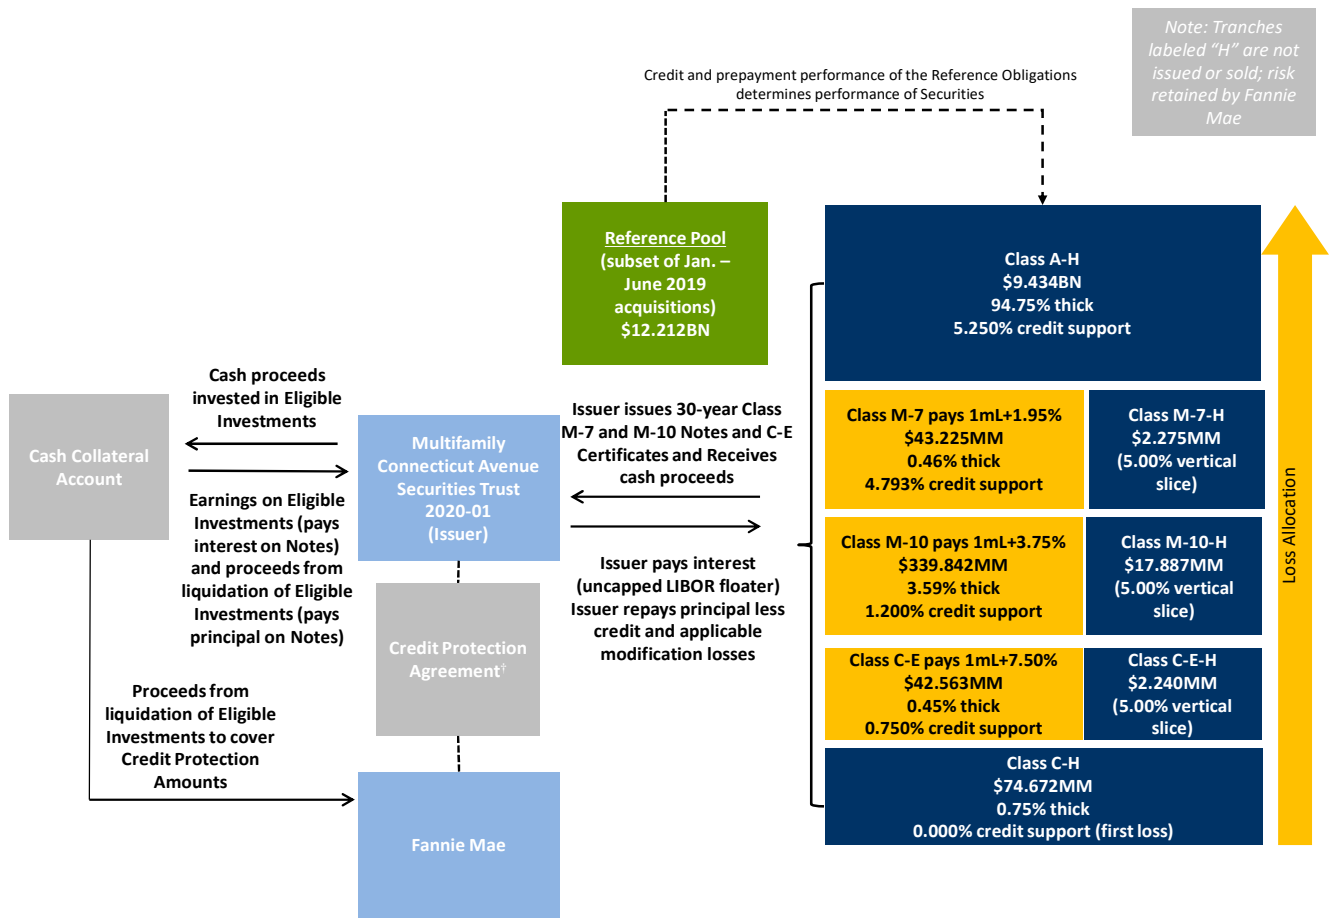 Note: Tranches
labeled “H” are not
issued or sold; risk
retained by Fannie
Mae
Credit and prepayment performance of the Reference Obligations
determines performance of Securities
Reference Pool
(subset of Jan. –
June 2019
acquisitions)
$12.212BN
Class A-H
$9.434BN
94.75% thick
5.250% credit support
Cash proceeds
invested in Eligible
Investments
Cash Collateral
Account
Earnings on Eligible
Investments (pays
interest on Notes)
and proceeds from
liquidation of Eligible
Investments (pays
principal on Notes)
Multifamily
Connecticut Avenue
Securities Trust
2020-01
(Issuer)
Issuer issues 30-year Class
M-7 and M-10 Notes and C-E
Certificates and Receives
cash proceeds
Issuer pays interest
(uncapped LIBOR floater)
Issuer repays principal less
credit and applicable
modification losses
Class M-7 pays 1mL+1.95%
$43.225MM
0.46% thick
4.793% credit support
Class M-7-H
$2.275MM
(5.00% vertical
slice)
Class M-10 pays 1mL+3.75%
$339.842MM
3.59% thick
1.200% credit support
Class M-10-H
$17.887MM
(5.00% vertical
slice)
Class C-E pays 1mL+7.50%
$42.563MM
0.45% thick
0.750% credit support
Class C-E-H
$2.240MM
(5.00% vertical
slice)
Class C-H
$74.672MM
0.75% thick
0.000% credit support (first loss)
Loss Allocation
Credit Protection
Agreement†
Proceeds from
liquidation of Eligible
Investments to cover
Credit Protection
Amounts
Fannie Mae